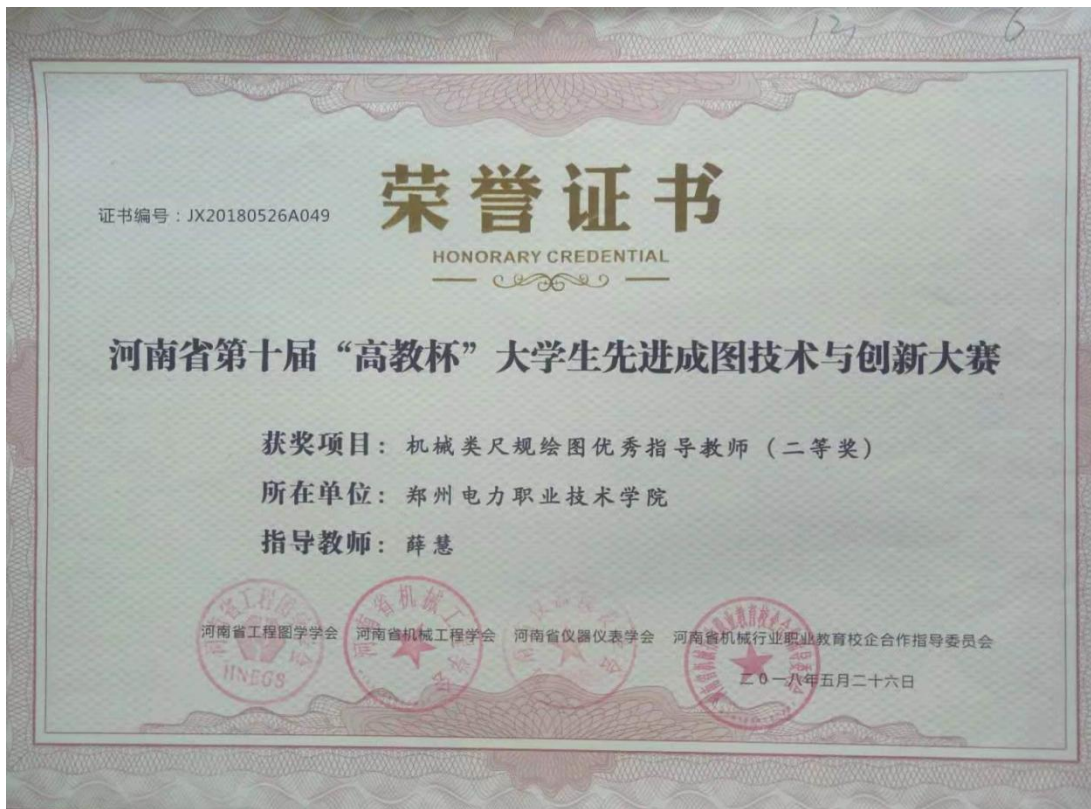 12 6
荣誉证书
证书编号：JX20180526A049
HONORARY CREDENTIAL
河南省第十届“高教杯”大学生先进成图技术与创新大赛
获奖项目：机械类尺规绘图优秀指导教师（二等奖）
所在单位：郑州电力职业技术学院
指导教师：薛慧
河南省工程图学学会 河南省机械工程学会 河南省仪器仪表学会 河南省机械行业职业教育校企合作指导委员会
HNEGS
二0一八年五月二十六日